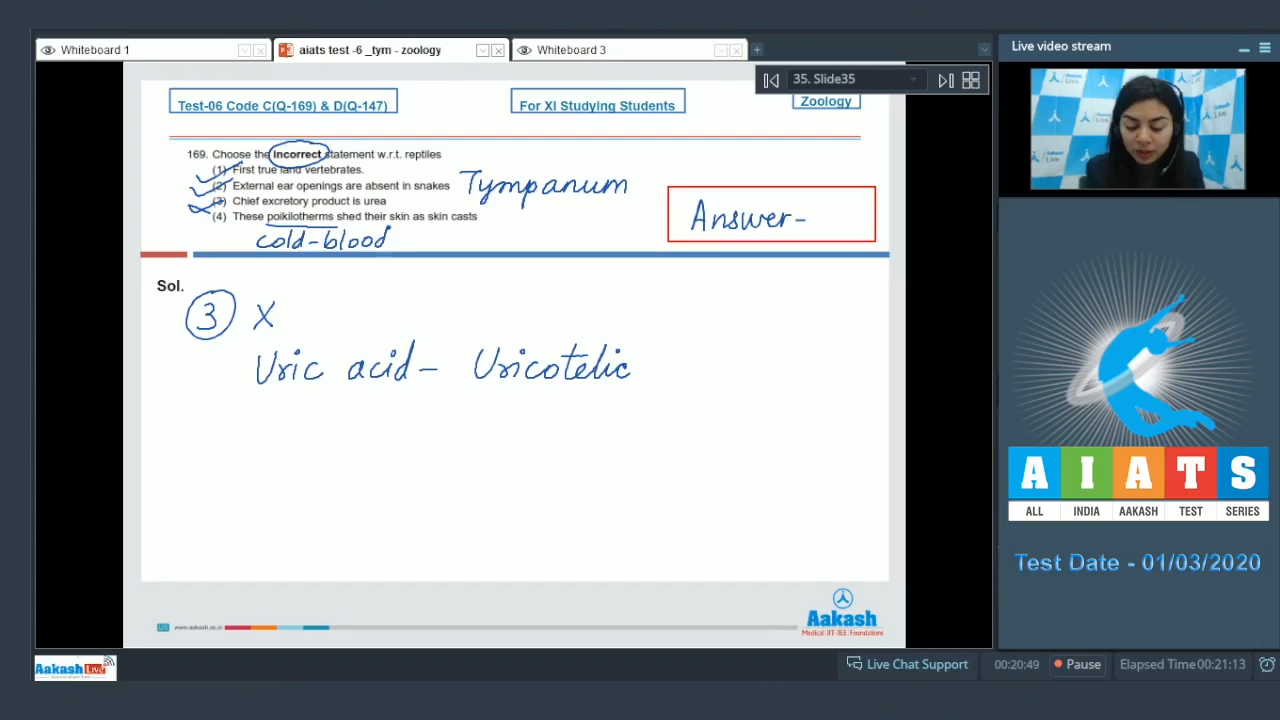 Whiteboard 1
aiats test -6 _tym - zoology
Whiteboard 3
Live video stream
35. Slide35
Test-06 Code C(Q-169) & D(Q-147)
For XI Studying Students
Zoology
169. Choose the incorrect statement w.r.t. reptiles
(1) First true land vertebrates.
(2) External ear openings are absent in snakes
Tympanum
(3) Chief excretory product is urea
(4) These poikilotherms shed their skin as skin casts
cold-blood
Answer-
Sol.
3 X
Uric acid - Uricotelic
A I A T S
ALL INDIA AAKASH TEST SERIES
Test Date - 01/03/2020
www.aakash.ac.in
Aakash
Medical | IIT-JEE | Foundations
Aakash Live
Live Chat Support
00:20:49
Pause
Elapsed Time 00:21:13